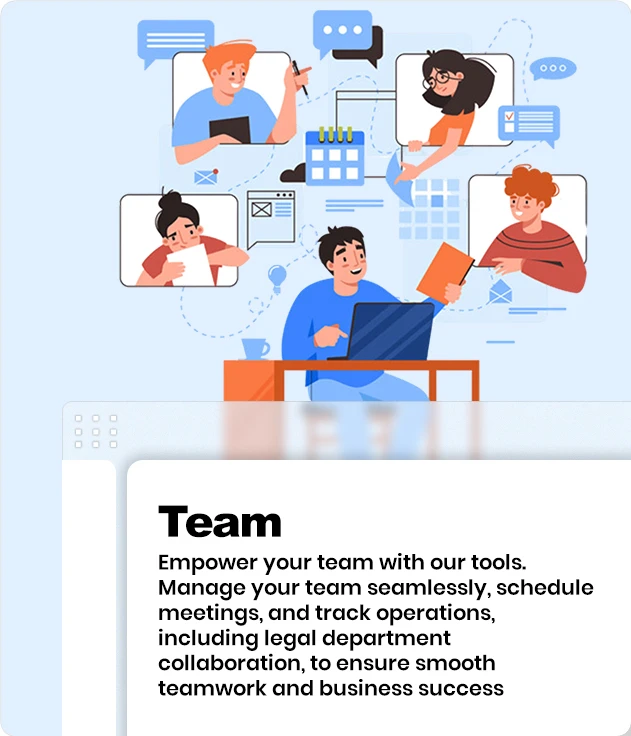 Team
Empower your team with our tools.
Manage your team seamlessly, schedule
meetings, and track operations,
including legal department
collaboration, to ensure smooth
teamwork and business success